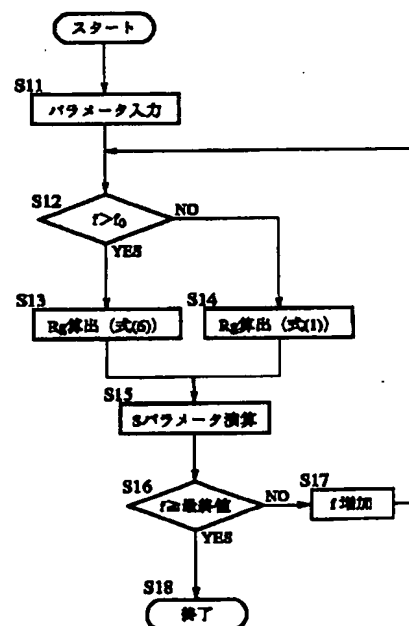 スタート
S11
パラメータ入力
S12
f>f₀
NO
YES
S13
Rg算出 (式(6))
S14
Rg算出 (式(1))
S15
Sパラメータ演算
S16
f≧最終値
NO
YES
S17
f 増加
S18
終了